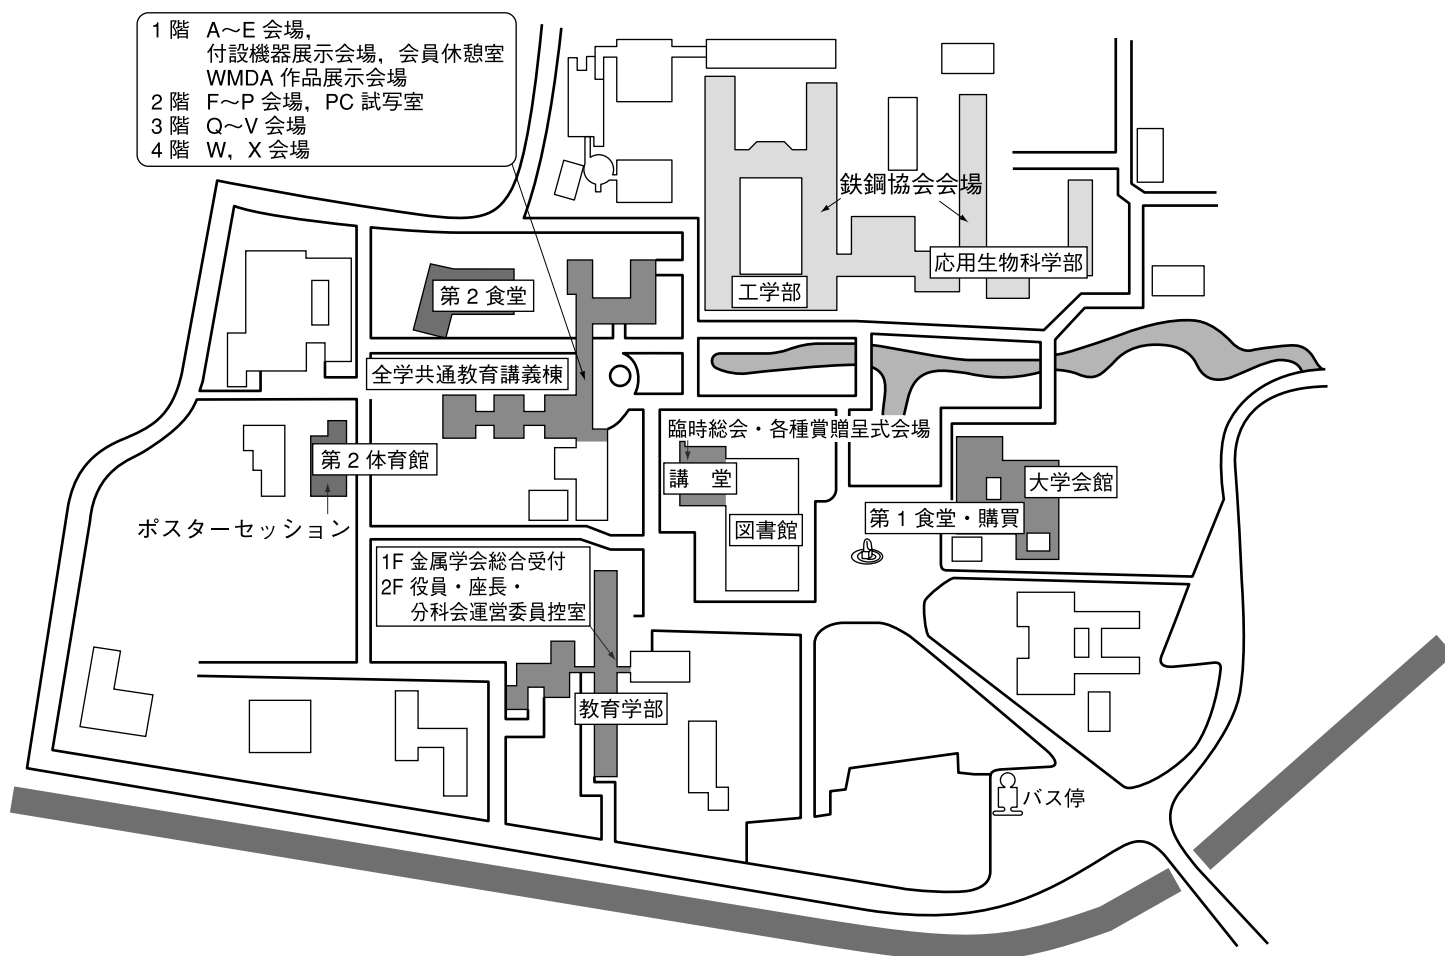 1 階　A～E 会場，
付設機器展示会場，会員休憩室
WMDA 作品展示会場
2 階　F～P 会場，PC 試写室
3 階　Q～V 会場
4 階　W，X 会場
鉄鋼協会会場
応用生物科学部
工学部
第 2 食堂
全学共通教育講義棟
臨時総会・各種賞贈呈式会場
第 2 体育館
講　堂
大学会館
ポスターセッション
図書館
第 1 食堂・購買
1F 金属学会総合受付
2F 役員・座長・
分科会運営委員控室
教育学部
バス停